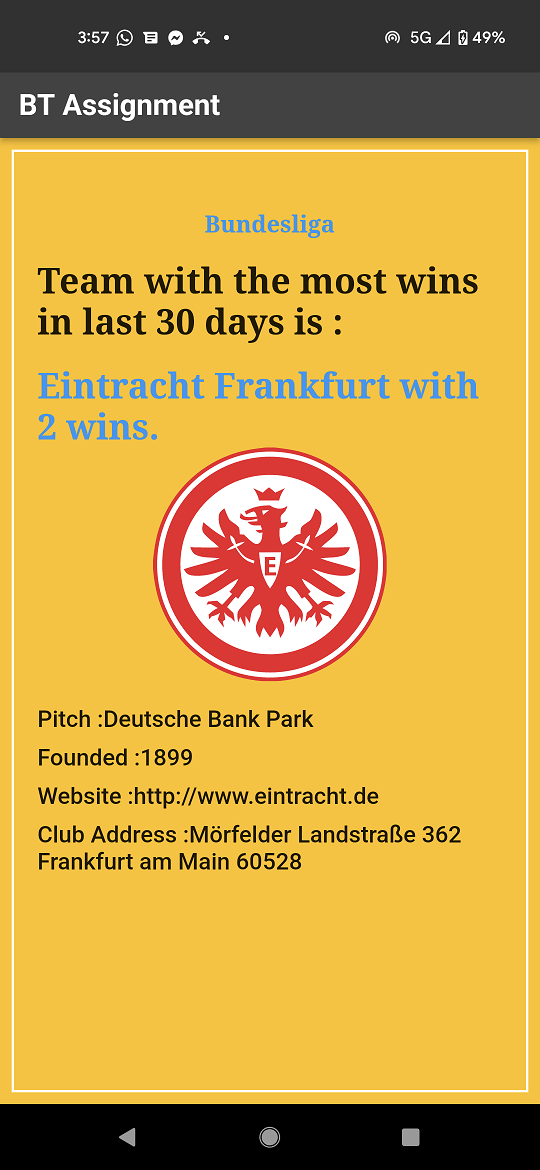 3:57 5G 49%
BT Assignment
Bundesliga
Team with the most wins
in last 30 days is :
Eintracht Frankfurt with
2 wins.
E
Pitch :Deutsche Bank Park
Founded :1899
Website :http://www.eintracht.de
Club Address :Mörfelder Landstraße 362
Frankfurt am Main 60528